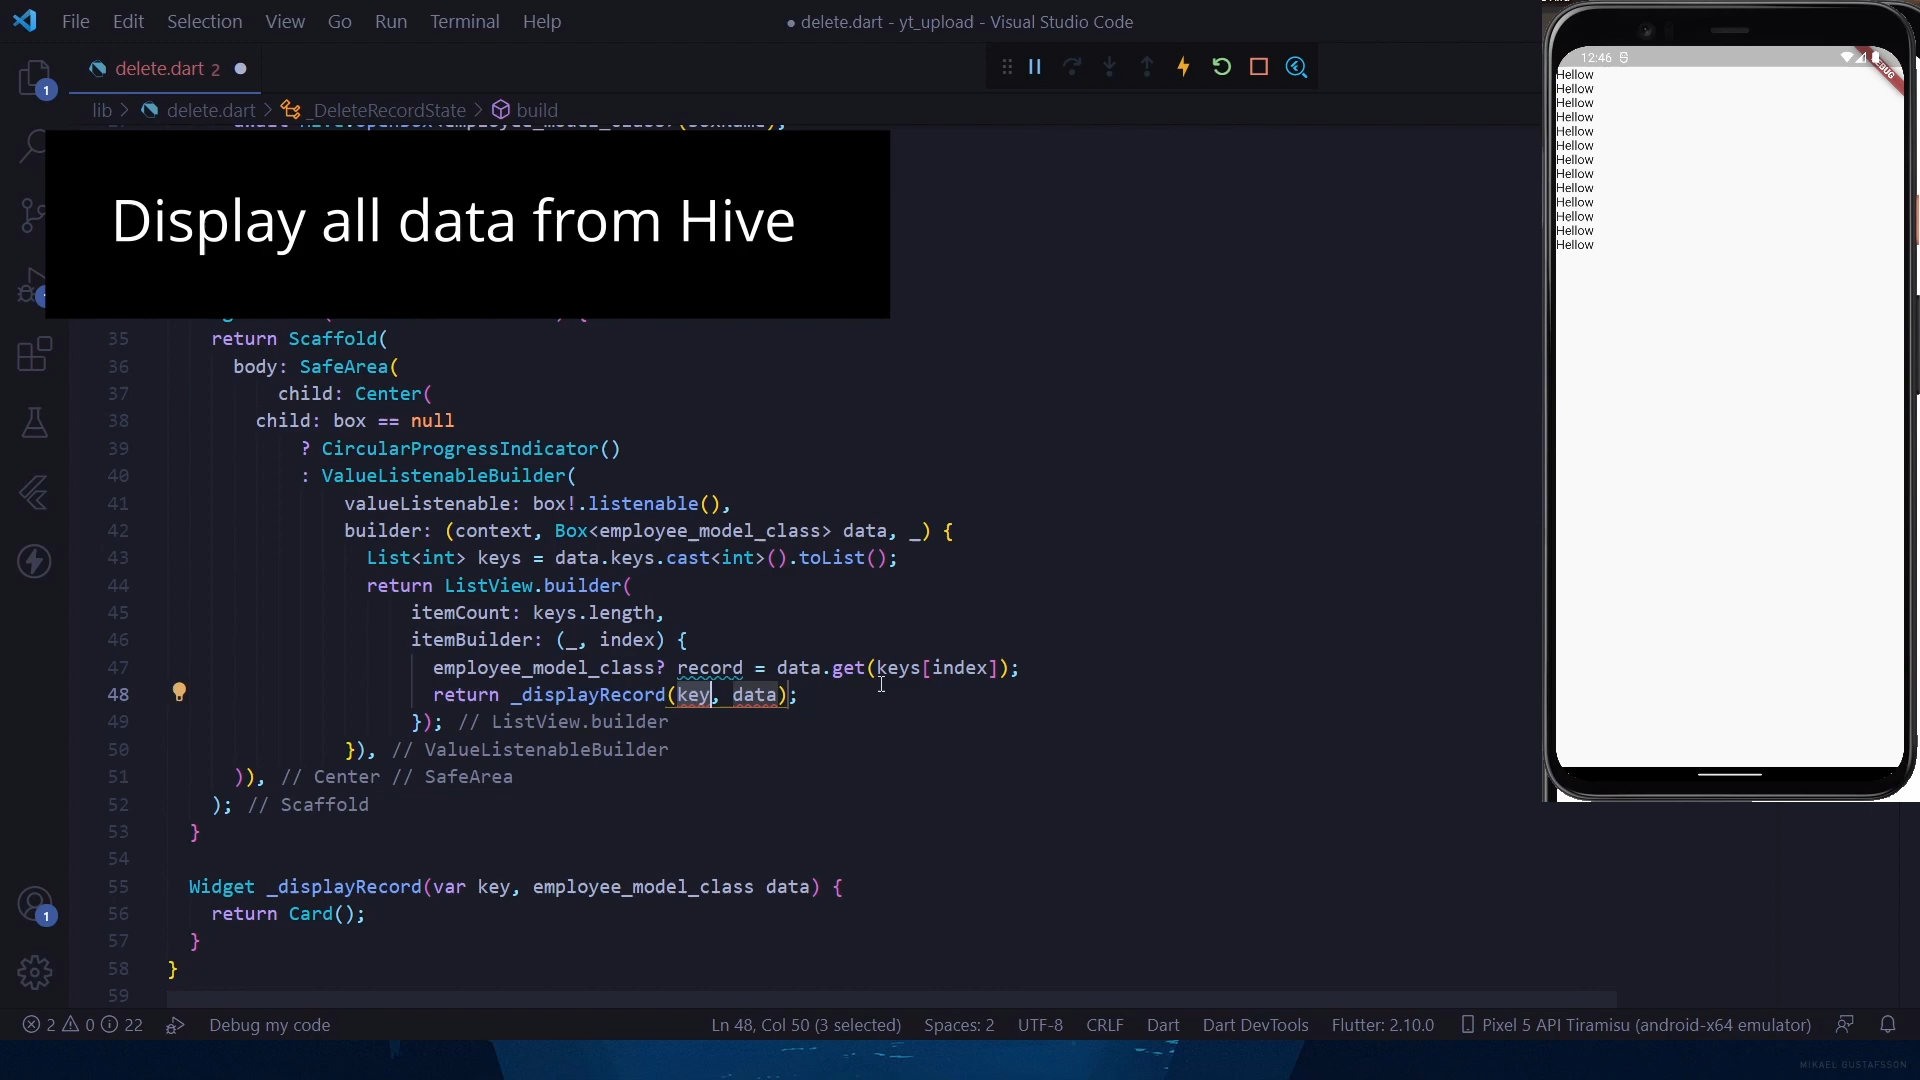 File Edit Selection View Go Run Terminal Help
● delete.dart - yt_upload - Visual Studio Code
delete.dart 2 ●
lib > delete.dart > _DeleteRecordState > build
1
Display all data from Hive
35 return Scaffold(
36 body: SafeArea(
37 child: Center(
38 child: box == null
39 ? CircularProgressIndicator()
40 : ValueListenableBuilder(
41 valueListenable: box!.listenable(),
42 builder: (context, Box<employee_model_class> data, _) {
43 List<int> keys = data.keys.cast<int>().toList();
44 return ListView.builder(
45 itemCount: keys.length,
46 itemBuilder: (_, index) {
47 employee_model_class? record = data.get(keys[index]);
48 return _displayRecord(key, data);
49 }); // ListView.builder
50 }), // ValueListenableBuilder
51 )), // Center // SafeArea
52 ); // Scaffold
53 }
54
55 Widget _displayRecord(var key, employee_model_class data) {
56 return Card();
57 }
58 }
59
1
2 0 22 Debug my code Ln 48, Col 50 (3 selected) Spaces: 2 UTF-8 CRLF Dart Dart DevTools Flutter: 2.10.0 Pixel 5 API Tiramisu (android-x64 emulator)
12:46
Hellow
Hellow
Hellow
Hellow
Hellow
Hellow
Hellow
Hellow
Hellow
Hellow
Hellow
Hellow
Hellow
MIKAEL GUSTAFSSON